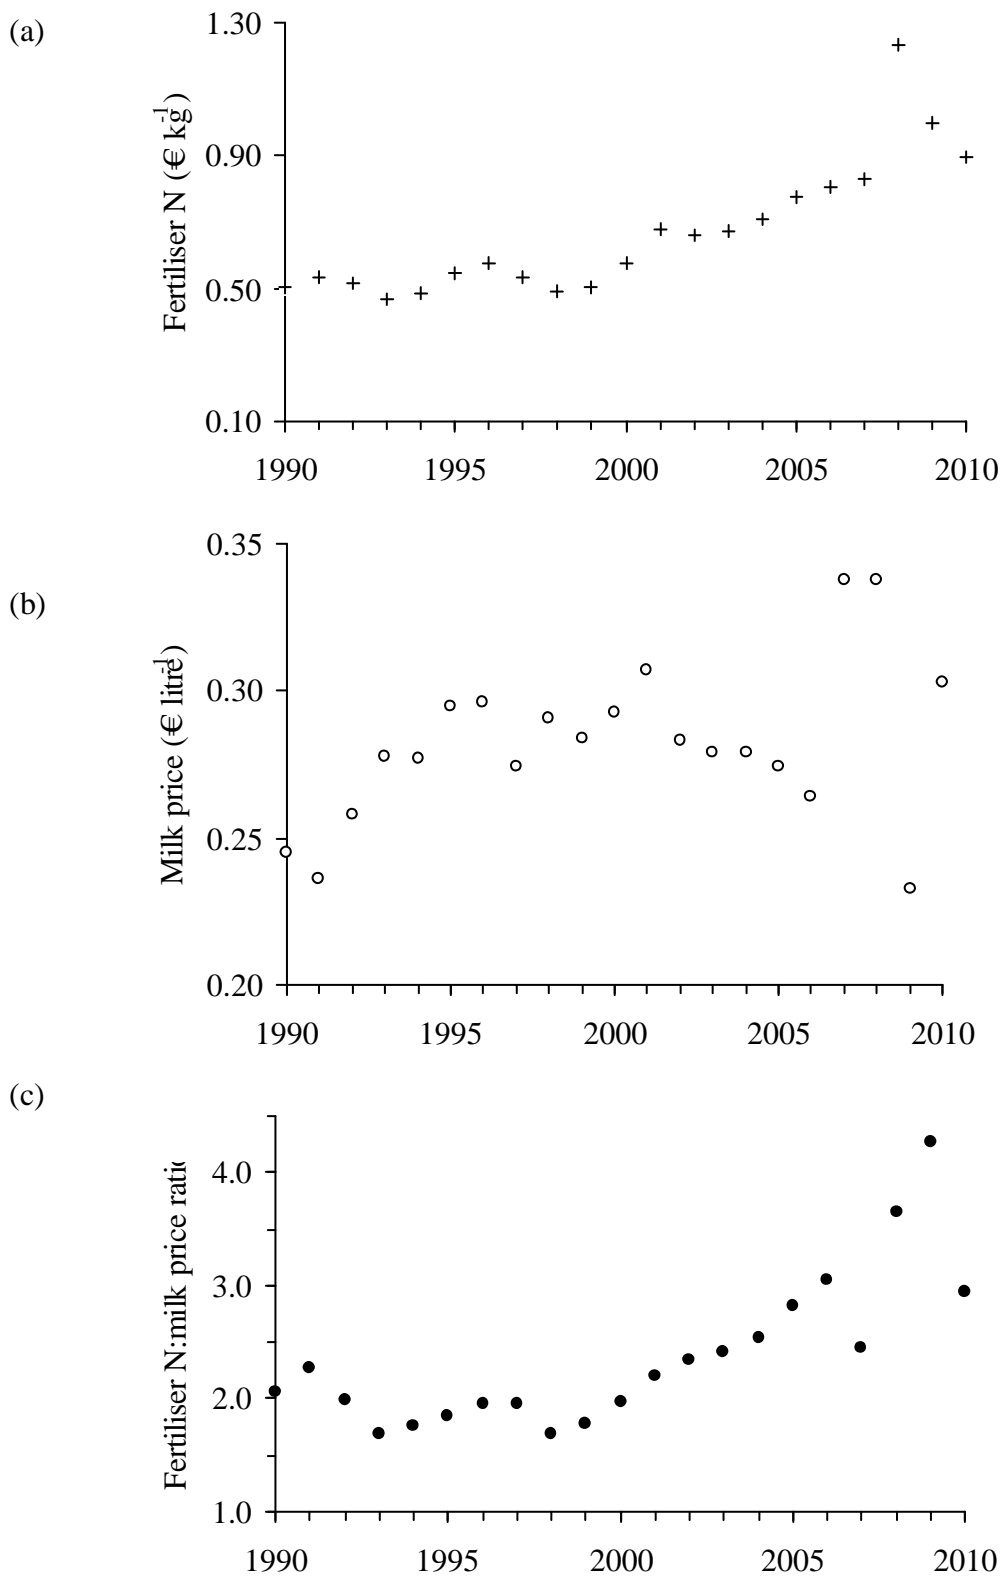 (a)
Fertiliser N (€ kg-1)
1.30
0.90
0.50
0.10
1990 1995 2000 2005 2010
(b)
Milk price (€ litre-1)
0.35
0.30
0.25
0.20
1990 1995 2000 2005 2010
(c)
Fertiliser N:milk price ratio
4.0
3.0
2.0
1.0
1990 1995 2000 2005 2010